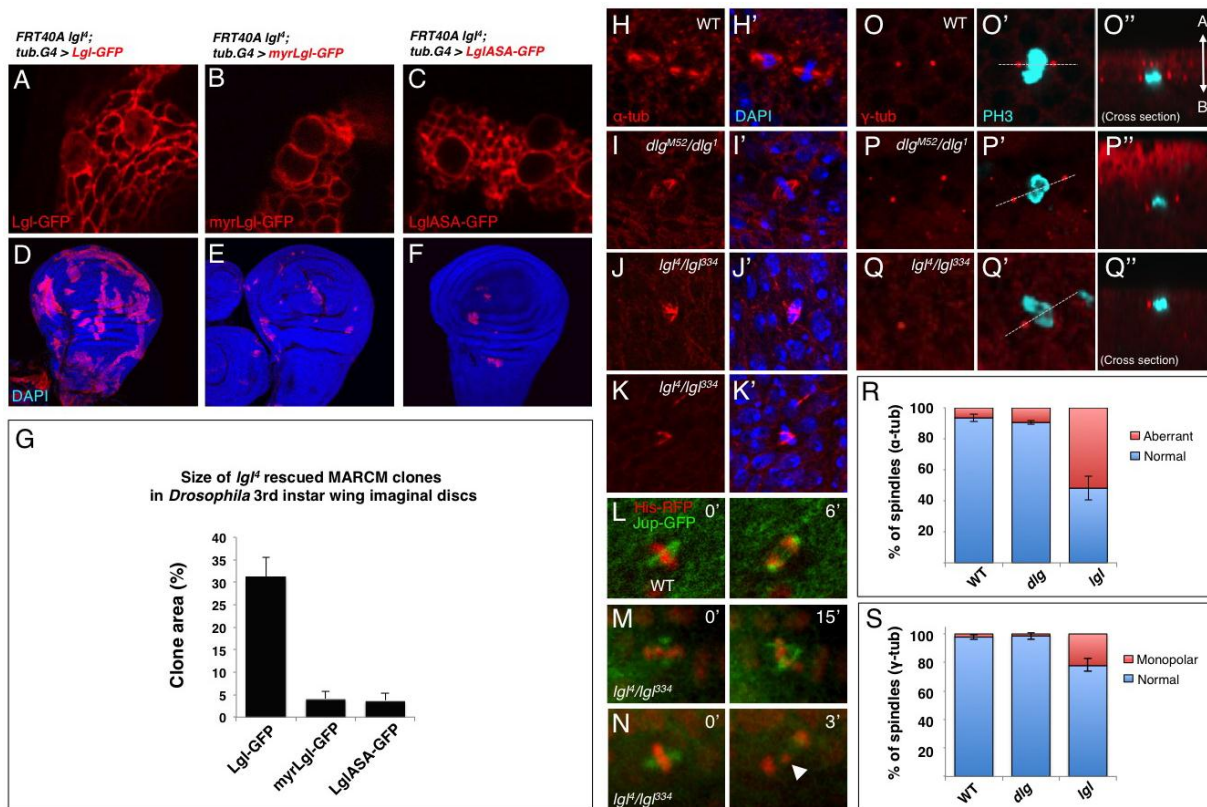 FRT40A lgl⁴;
tub.G4 > Lgl-GFP
FRT40A lgl⁴;
tub.G4 > myrLgl-GFP
FRT40A lgl⁴;
tub.G4 > LglASA-GFP
A
Lgl-GFP
B
myrLgl-GFP
C
LglASA-GFP
D
DAPI
E
F
G
Size of lgl⁴ rescued MARCM clones
in Drosophila 3rd instar wing imaginal discs
Clone area (%)
40
35
30
25
20
15
10
5
0
Lgl-GFP
myrLgl-GFP
LglASA-GFP
H
WT
α-tub
H'
DAPI
I
dlgᴹ⁵²/dlg¹
I'
J
lgl⁴/lgl³³⁴
J'
K
lgl⁴/lgl³³⁴
K'
L
His-RFP
Jup-GFP
0'
WT
6'
M
0'
lgl⁴/lgl³³⁴
15'
N
0'
lgl⁴/lgl³³⁴
3'
O
WT
γ-tub
O'
PH3
O''
A
B
(Cross section)
P
dlgᴹ⁵²/dlg¹
P'
P''
Q
lgl⁴/lgl³³⁴
Q'
Q''
(Cross section)
R
% of spindles (α-tub)
100
80
60
40
20
WT
dlg
lgl
Aberrant
Normal
S
% of spindles (γ-tub)
100
80
60
40
20
WT
dlg
lgl
Monopolar
Normal